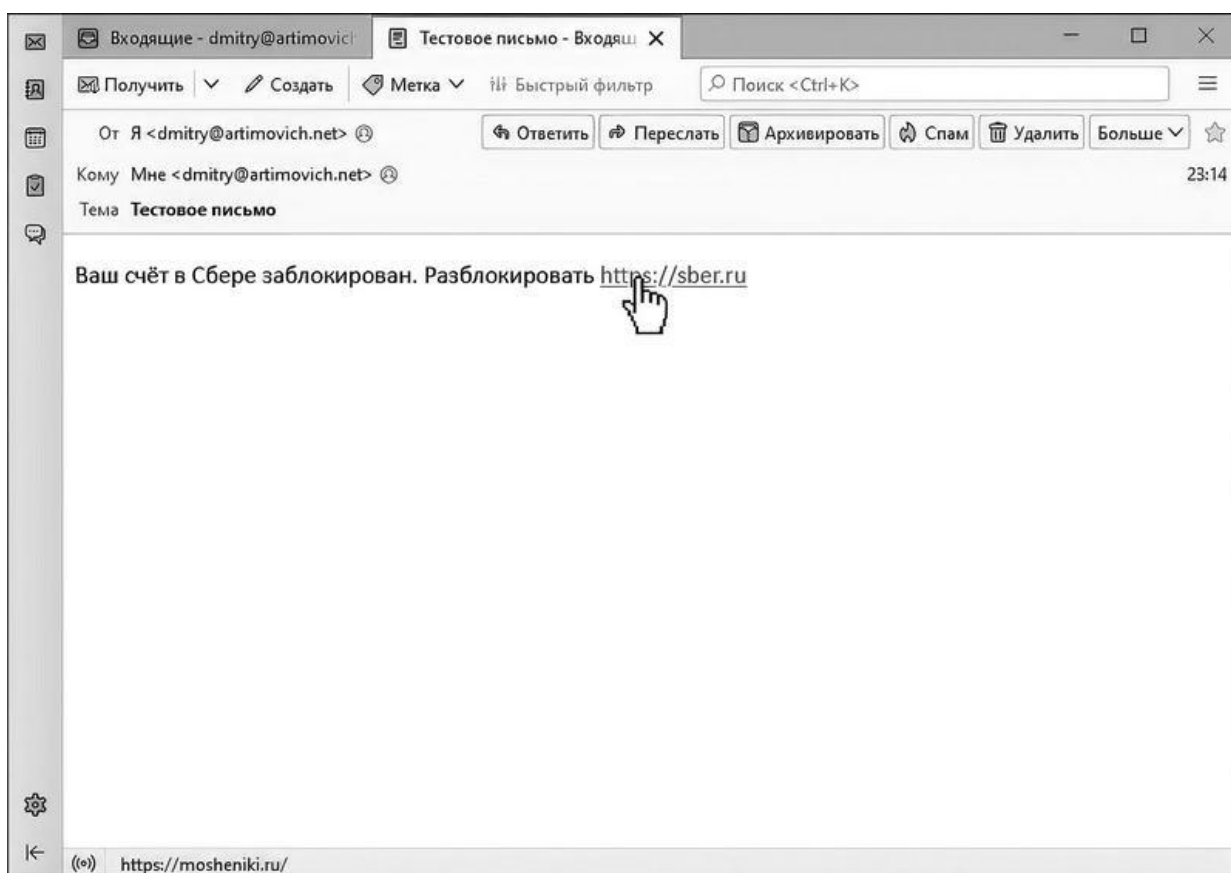 Входящие - dmitry@artimovich
Тестовое письмо - Входящ
Получить Создать Метка Быстрый фильтр Поиск <Ctrl+K>
От Я <dmitry@artimovich.net> Ответить Переслать Архивировать Спам Удалить Больше
Кому Мне <dmitry@artimovich.net> 23:14
Тема Тестовое письмо
Ваш счёт в Сбере заблокирован. Разблокировать https://sber.ru
https://mosheniki.ru/